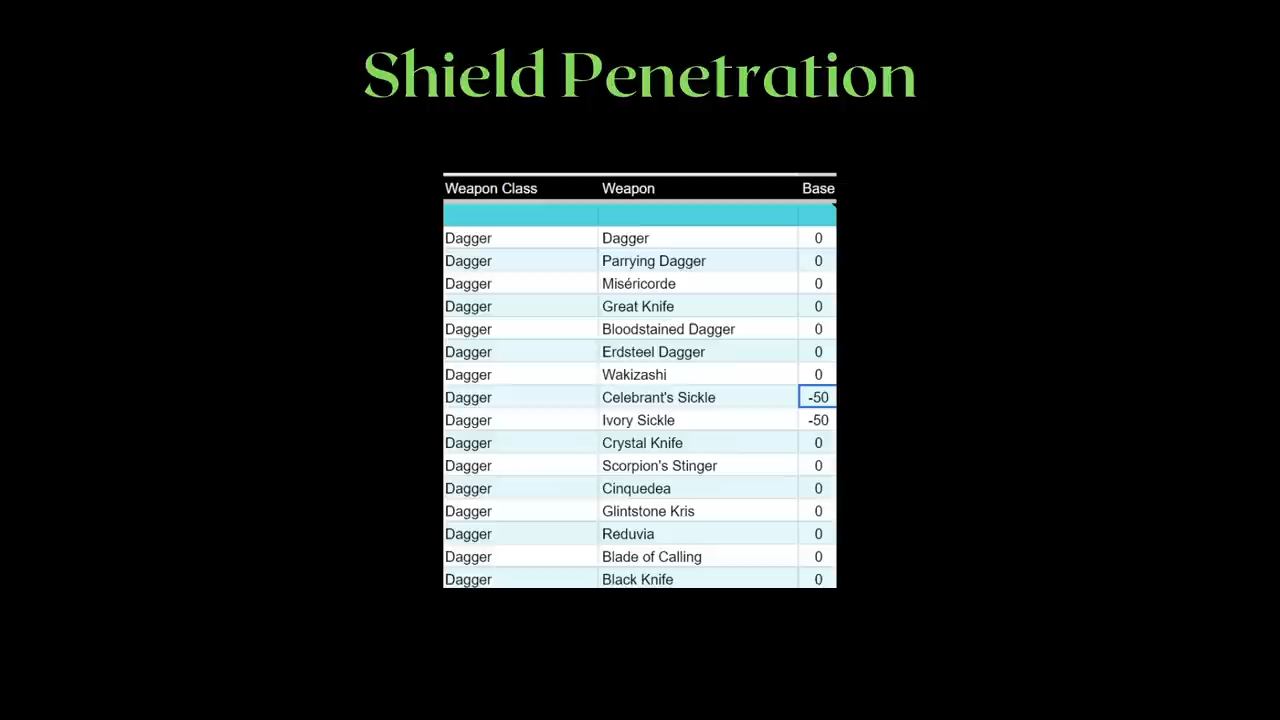 Shield Penetration
Weapon Class Weapon Base
Dagger Dagger 0
Dagger Parrying Dagger 0
Dagger Miséricorde 0
Dagger Great Knife 0
Dagger Bloodstained Dagger 0
Dagger Erdsteel Dagger 0
Dagger Wakizashi 0
Dagger Celebrant's Sickle -50
Dagger Ivory Sickle -50
Dagger Crystal Knife 0
Dagger Scorpion's Stinger 0
Dagger Cinquedea 0
Dagger Glintstone Kris 0
Dagger Reduvia 0
Dagger Blade of Calling 0
Dagger Black Knife 0